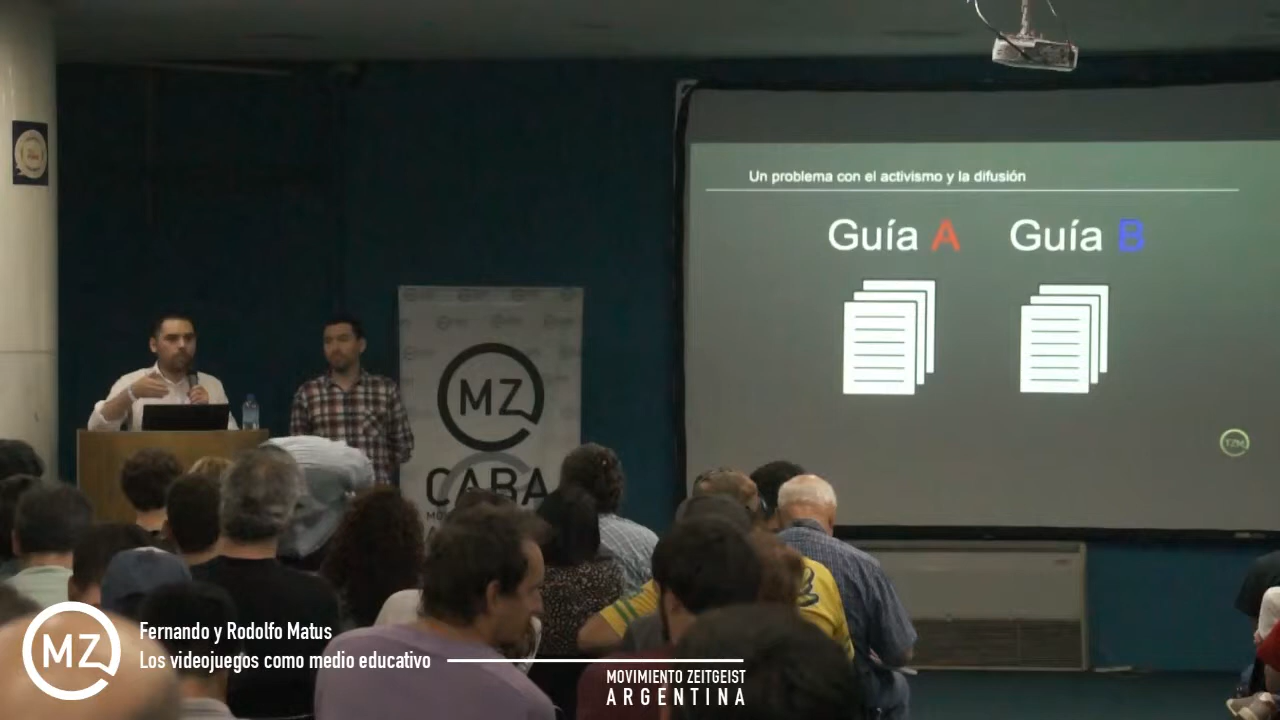 Un problema con el activismo y la difusión
Guía A Guía B
TZM
MZ
CABA
MZ
Fernando y Rodolfo Matus
Los videojuegos como medio educativo
MOVIMIENTO ZEITGEIST
ARGENTINA